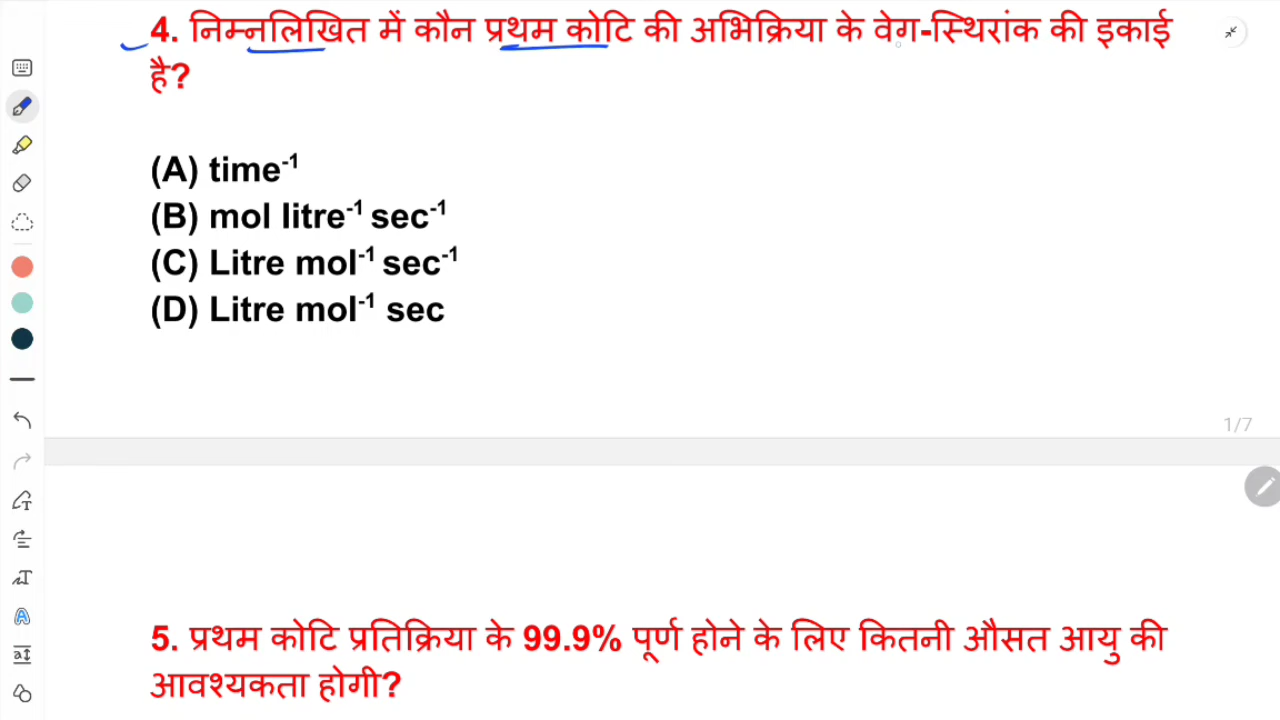 4. निम्नलिखित में कौन प्रथम कोटि की अभिक्रिया के वेग-स्थिरांक की इकाई
है?
(A) time⁻¹
(B) mol litre⁻¹ sec⁻¹
(C) Litre mol⁻¹ sec⁻¹
(D) Litre mol⁻¹ sec
1/7
5. प्रथम कोटि प्रतिक्रिया के 99.9% पूर्ण होने के लिए कितनी औसत आयु की
आवश्यकता होगी?